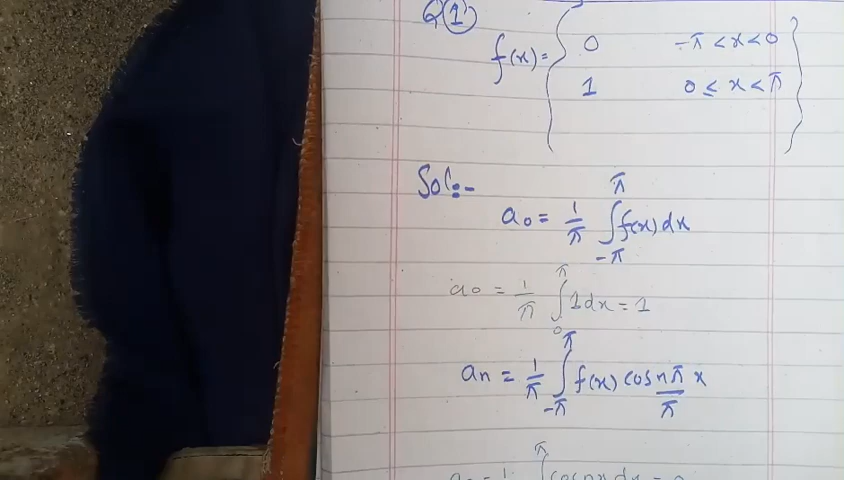 Q(1)
f(x)= { 0 -π < x < 0
1 0 ≤ x < π }
Sol:-
a0 = 1/π ∫_{-π}^{π} f(x) dx
a0 = 1/π ∫_{0}^{π} 1 dx = 1
an = 1/π ∫_{-π}^{π} f(x) cos nπ/π x